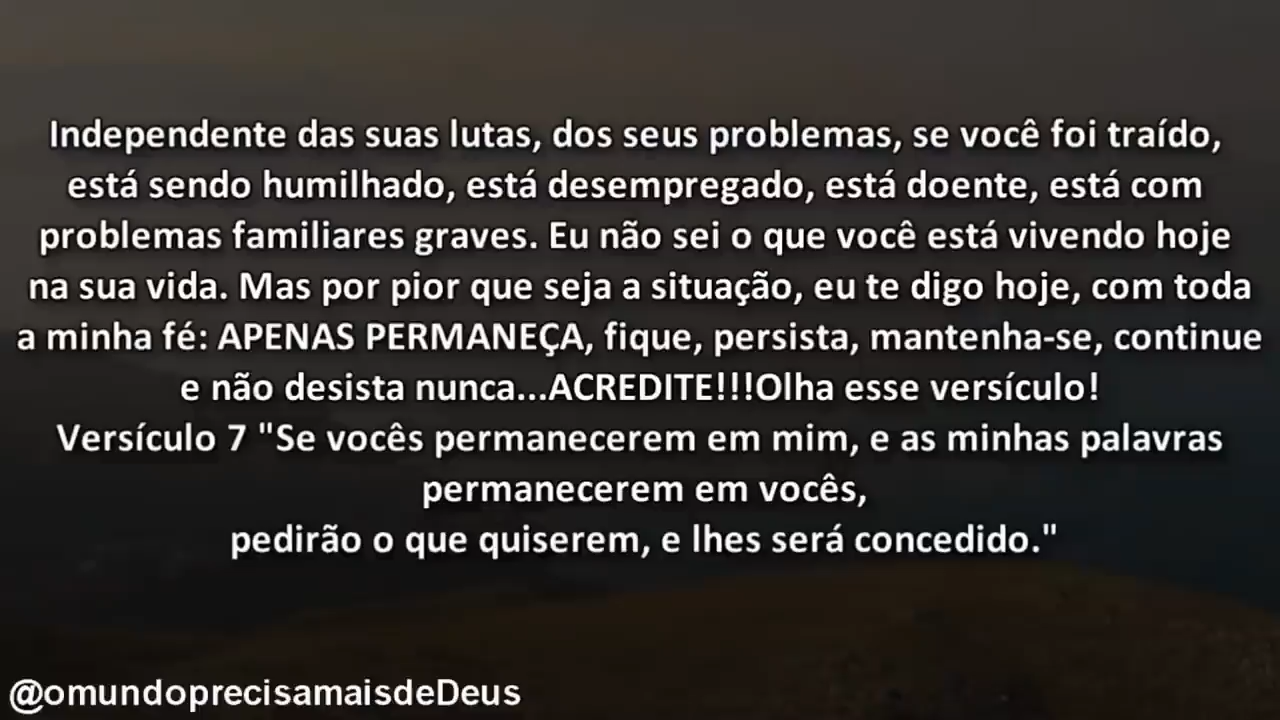 Independente das suas lutas, dos seus problemas, se você foi traído,
está sendo humilhado, está desempregado, está doente, está com
problemas familiares graves. Eu não sei o que você está vivendo hoje
na sua vida. Mas por pior que seja a situação, eu te digo hoje, com toda
a minha fé: APENAS PERMANEÇA, fique, persista, mantenha-se, continue
e não desista nunca...ACREDITE!!!Olha esse versículo!
Versículo 7 "Se vocês permanecerem em mim, e as minhas palavras
permanecerem em vocês,
pedirão o que quiserem, e lhes será concedido."
@omundoprecisamaisdeDeus